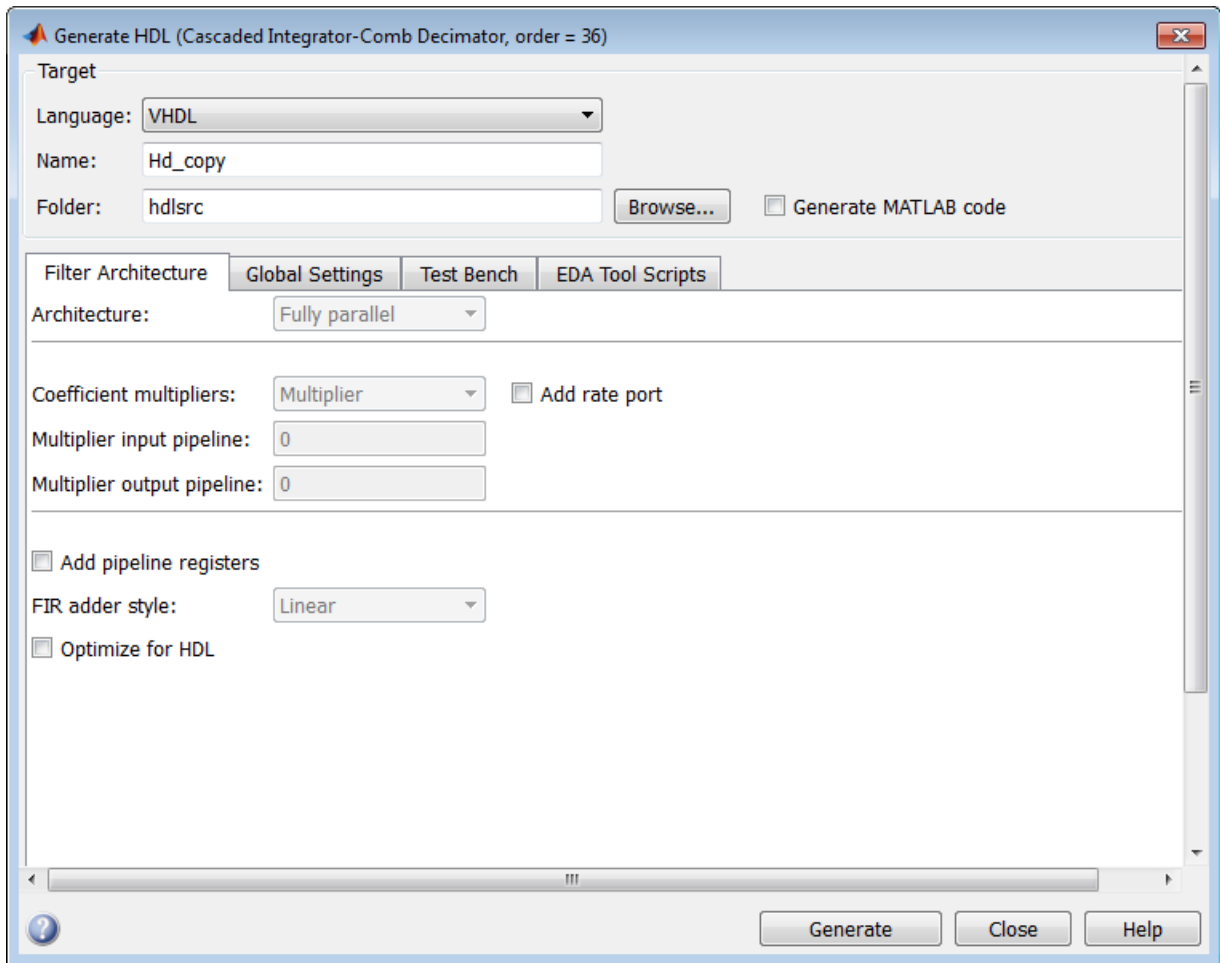 Generate HDL (Cascaded Integrator-Comb Decimator, order = 36)
Target
Language: VHDL
Name: Hd_copy
Folder: hdlsrc Browse... Generate MATLAB code
Filter Architecture Global Settings Test Bench EDA Tool Scripts
Architecture: Fully parallel
Coefficient multipliers: Multiplier Add rate port
Multiplier input pipeline: 0
Multiplier output pipeline: 0
Add pipeline registers
FIR adder style: Linear
Optimize for HDL
Generate Close Help